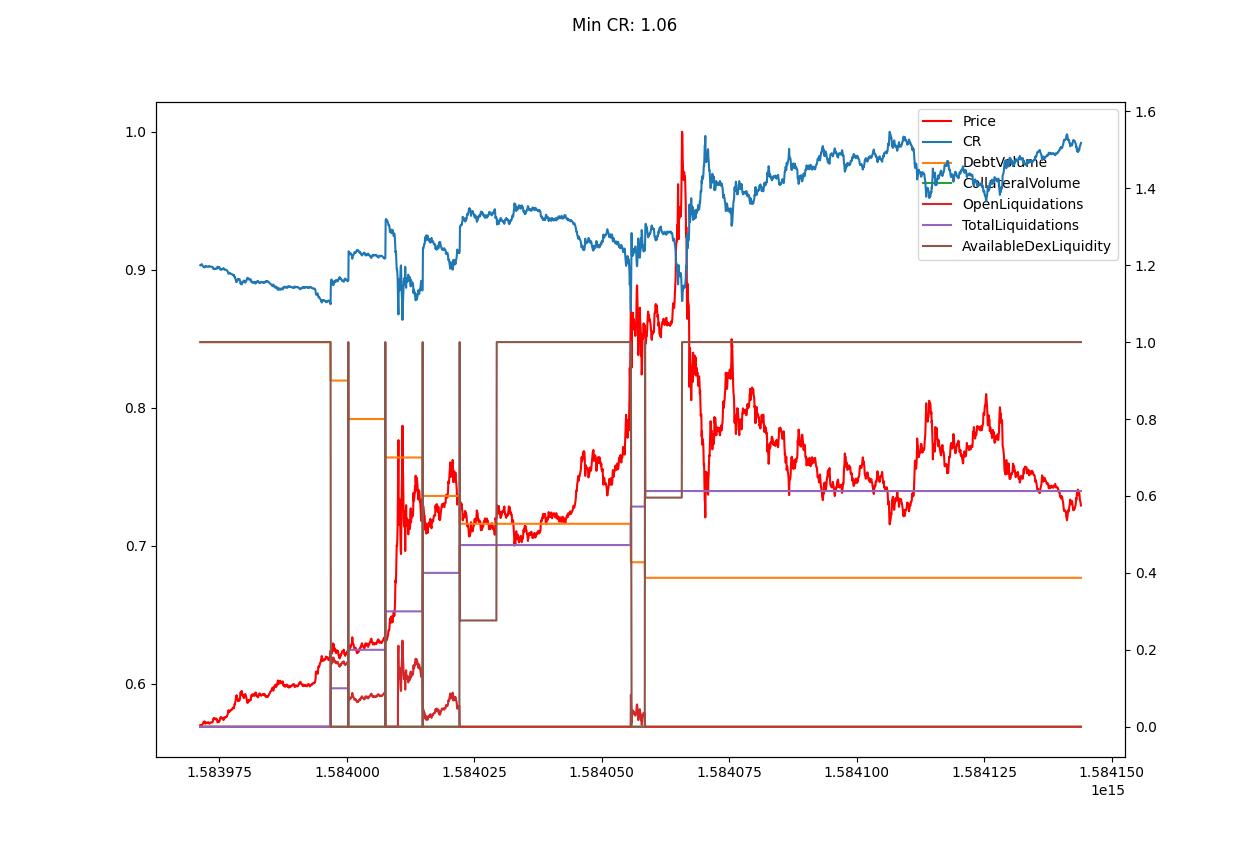 Min CR: 1.06
1.0
0.9
0.8
0.7
0.6
1.6
1.4
1.2
1.0
0.8
0.6
0.4
0.2
0.0
Price
CR
DebtVolume
CollateralVolume
OpenLiquidations
TotalLiquidations
AvailableDexLiquidity
1.583975 1.584000 1.584025 1.584050 1.584075 1.584100 1.584125 1.584150
1e15